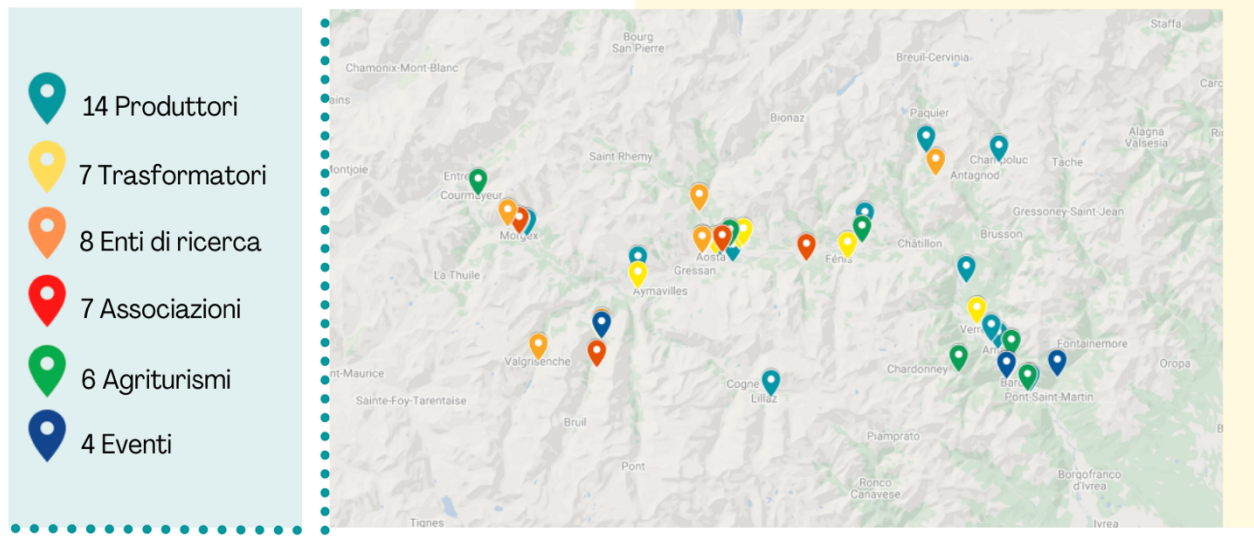 14 Produttori
7 Trasformatori
8 Enti di ricerca
7 Associazioni
6 Agriturismi
4 Eventi
Staffa
Bourg
San Pierre
Breuil-Cervinia
Chamonix-Mont-Blanc
Paquier
Bionaz
Alagna
Valsesia
Saint Rhemy
Tache
Antagnod
Courmayeur
Gressoney-Saint-Jean
Morgex
Brusson
Châtillon
Aosta
Fénis
Gressan
La Thuile
Aymavilles
Fontainemore
Valgrisenche
Oropa
Chardonney
nt-Maurice
Cogne
Lillaz
Pont-Saint-Martin
Sainte-Foy-Tarentaise
Bruil
Piamprato
Pont
Borgofranco
d'Ivrea
Ronco
Canavese
Tignes
Ivrea